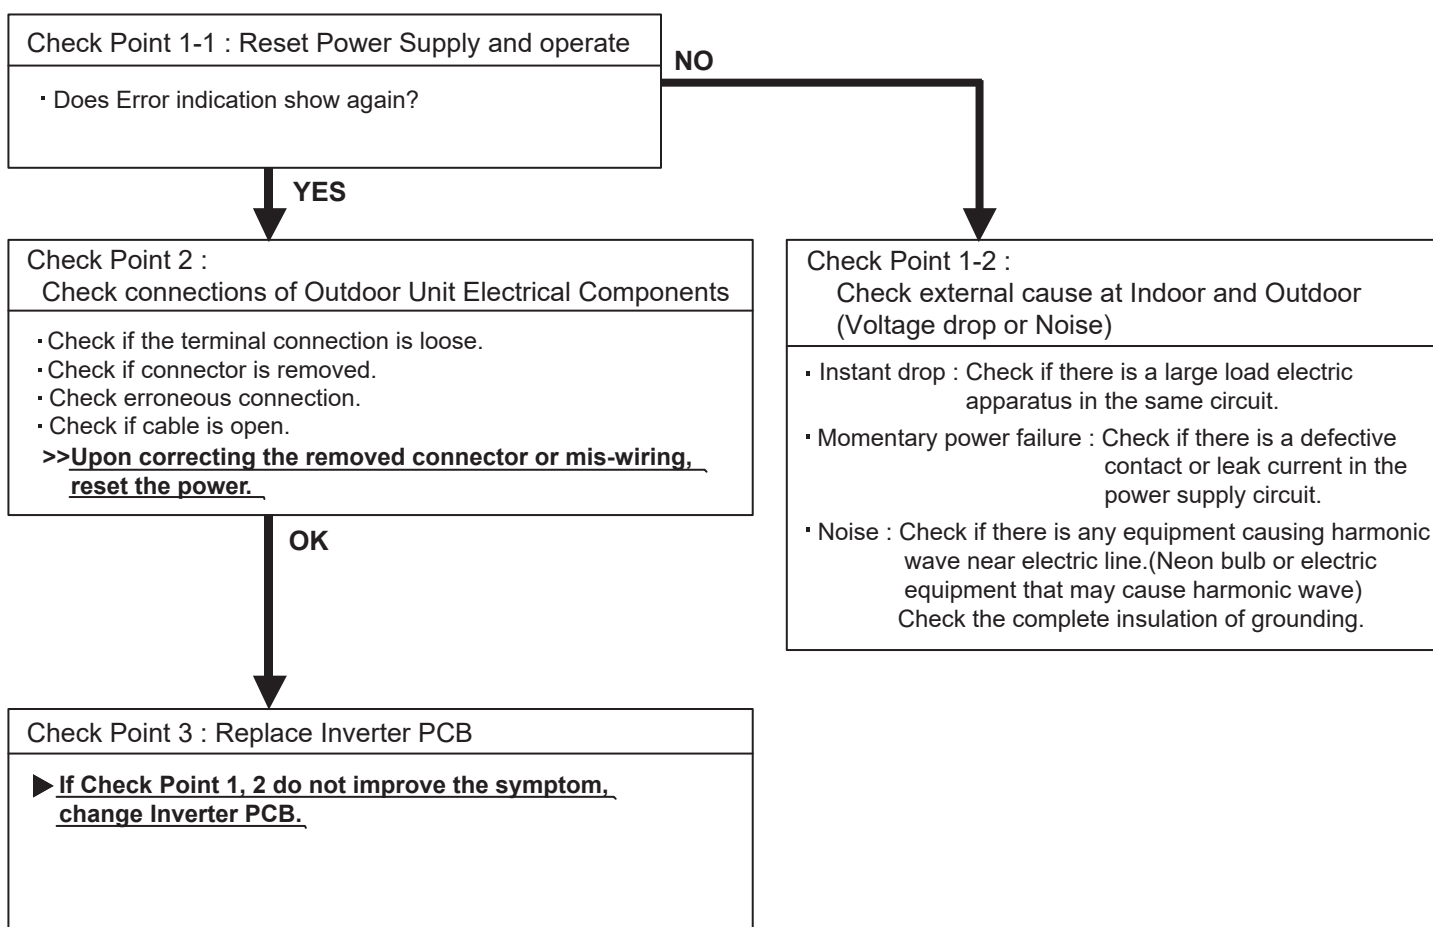 Check Point 1-1 : Reset Power Supply and operate
・Does Error indication show again?
NO
YES
Check Point 2 :
Check connections of Outdoor Unit Electrical Components
・Check if the terminal connection is loose.
・Check if connector is removed.
・Check erroneous connection.
・Check if cable is open.
>>Upon correcting the removed connector or mis-wiring,
reset the power.
Check Point 1-2 :
Check external cause at Indoor and Outdoor
(Voltage drop or Noise)
・Instant drop : Check if there is a large load electric
apparatus in the same circuit.
・Momentary power failure : Check if there is a defective
contact or leak current in the
power supply circuit.
・Noise : Check if there is any equipment causing harmonic
wave near electric line.(Neon bulb or electric
equipment that may cause harmonic wave)
Check the complete insulation of grounding.
OK
Check Point 3 : Replace Inverter PCB
▶If Check Point 1, 2 do not improve the symptom,
change Inverter PCB.